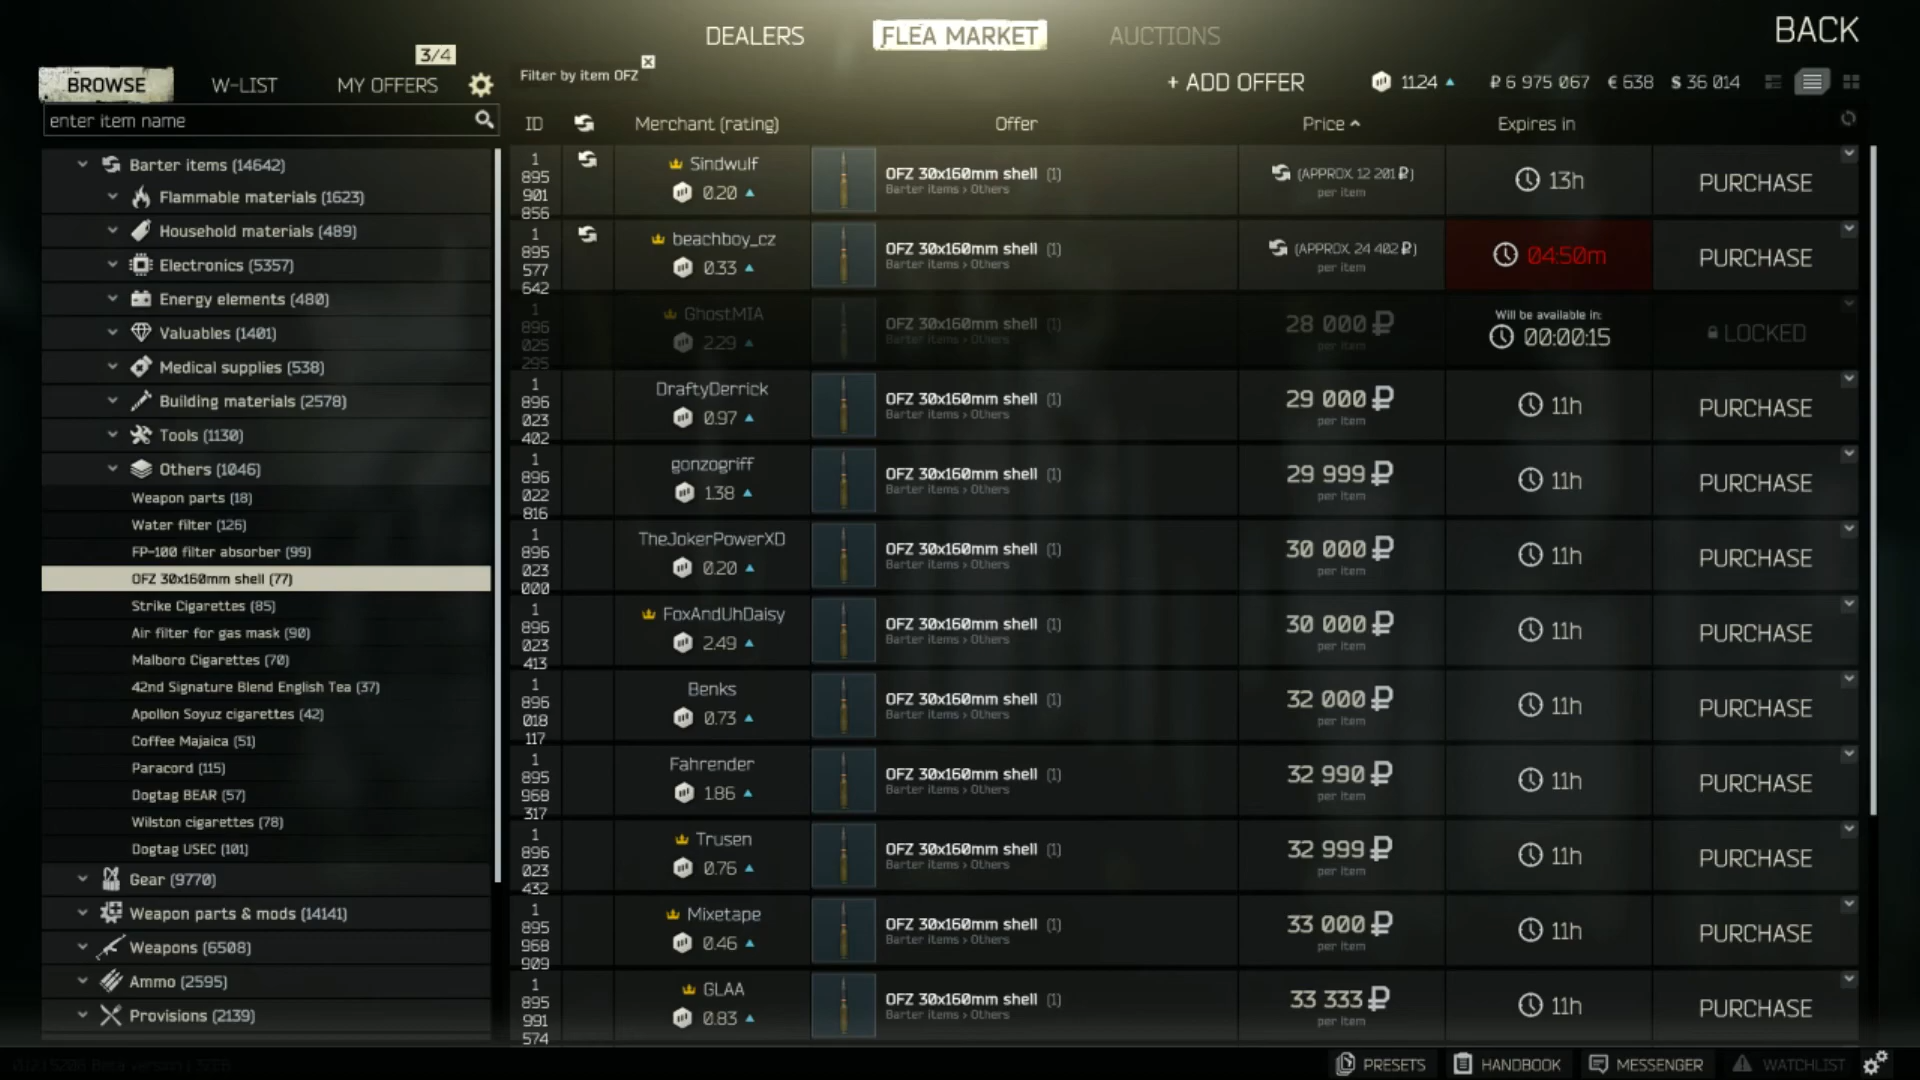 DEALERS
FLEA MARKET
AUCTIONS
BACK
3/4
BROWSE
W-LIST
MY OFFERS
Filter by item OFZ
+ ADD OFFER
1124
₽ 6 975 067
€ 638
$ 36 014
enter item name
ID
Merchant (rating)
Offer
Price
Expires in
Barter items (14642)
Flammable materials (1623)
Household materials (489)
Electronics (5357)
Energy elements (480)
Valuables (1401)
Medical supplies (538)
Building materials (2578)
Tools (1130)
Others (1046)
Weapon parts (18)
Water filter (126)
FP-100 filter absorber (99)
OFZ 30x160mm shell (77)
Strike Cigarettes (85)
Air filter for gas mask (90)
Malboro Cigarettes (70)
42nd Signature Blend English Tea (37)
Apollon Soyuz cigarettes (42)
Coffee Majaica (51)
Paracord (115)
Dogtag BEAR (57)
Wilston cigarettes (78)
Dogtag USEC (101)
Gear (9770)
Weapon parts & mods (14141)
Weapons (6508)
Ammo (2595)
Provisions (2139)
1
895
901
856
Sindwulf
0.20
OFZ 30x160mm shell (1)
Barter items > Others
(APPROX. 12 201 ₽)
per item
13h
PURCHASE
1
895
577
642
beachboy_cz
0.33
OFZ 30x160mm shell (1)
Barter items > Others
(APPROX. 24 402 ₽)
per item
04:50m
PURCHASE
1
896
025
295
GhostMIA
2.29
OFZ 30x160mm shell (1)
Barter items > Others
28 000 ₽
per item
Will be available in:
00:00:15
LOCKED
1
896
023
402
DraftyDerrick
0.97
OFZ 30x160mm shell (1)
Barter items > Others
29 000 ₽
per item
11h
PURCHASE
1
896
022
816
gonzogriff
1.38
OFZ 30x160mm shell (1)
Barter items > Others
29 999 ₽
per item
11h
PURCHASE
1
896
023
000
TheJokerPowerXD
0.20
OFZ 30x160mm shell (1)
Barter items > Others
30 000 ₽
per item
11h
PURCHASE
1
896
023
413
FoxAndUhDaisy
2.49
OFZ 30x160mm shell (1)
Barter items > Others
30 000 ₽
per item
11h
PURCHASE
1
896
018
117
Benks
0.73
OFZ 30x160mm shell (1)
Barter items > Others
32 000 ₽
per item
11h
PURCHASE
1
895
968
317
Fahrender
1.86
OFZ 30x160mm shell (1)
Barter items > Others
32 990 ₽
per item
11h
PURCHASE
1
896
023
432
Trusen
0.76
OFZ 30x160mm shell (1)
Barter items > Others
32 999 ₽
per item
11h
PURCHASE
1
895
968
909
Mixetape
0.46
OFZ 30x160mm shell (1)
Barter items > Others
33 000 ₽
per item
11h
PURCHASE
1
895
991
574
GLAA
0.83
OFZ 30x160mm shell (1)
Barter items > Others
33 333 ₽
per item
11h
PURCHASE
PRESETS
HANDBOOK
MESSENGER
WATCHLIST